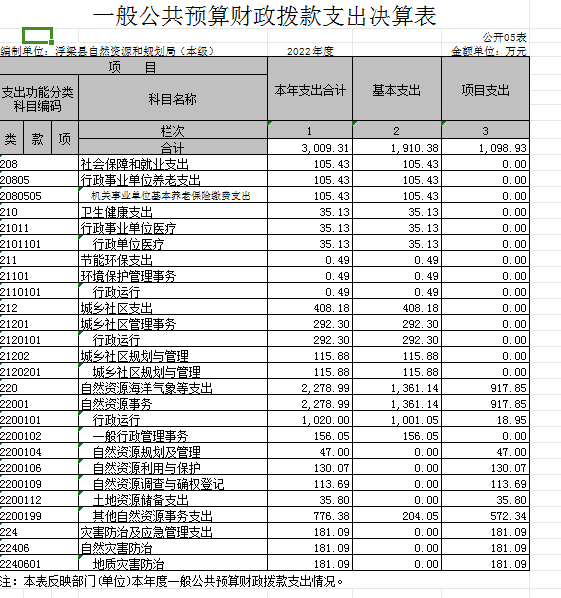 一般公共预算财政拨款支出决算表
公开05表
编制单位：浮梁县自然资源和规划局（本级） 2022年度 金额单位：万元
项 目 本年支出合计 基本支出 项目支出
支出功能分类科目编码 科目名称
类 款 项 栏次 1 2 3
合计 3,009.31 1,910.38 1,098.93
208 社会保障和就业支出 105.43 105.43 0.00
20805 行政事业单位养老支出 105.43 105.43 0.00
2080505 机关事业单位基本养老保险缴费支出 105.43 105.43 0.00
210 卫生健康支出 35.13 35.13 0.00
21011 行政事业单位医疗 35.13 35.13 0.00
2101101 行政单位医疗 35.13 35.13 0.00
211 节能环保支出 0.49 0.49 0.00
21101 环境保护管理事务 0.49 0.49 0.00
2110101 行政运行 0.49 0.49 0.00
212 城乡社区支出 408.18 408.18 0.00
21201 城乡社区管理事务 292.30 292.30 0.00
2120101 行政运行 292.30 292.30 0.00
21202 城乡社区规划与管理 115.88 115.88 0.00
2120201 城乡社区规划与管理 115.88 115.88 0.00
220 自然资源海洋气象等支出 2,278.99 1,361.14 917.85
22001 自然资源事务 2,278.99 1,361.14 917.85
2200101 行政运行 1,020.00 1,001.05 18.95
2200102 一般行政管理事务 156.05 156.05 0.00
2200104 自然资源规划及管理 47.00 0.00 47.00
2200106 自然资源利用与保护 130.07 0.00 130.07
2200109 自然资源调查与确权登记 113.69 0.00 113.69
2200112 土地资源储备支出 35.80 0.00 35.80
2200199 其他自然资源事务支出 776.38 204.05 572.34
224 灾害防治及应急管理支出 181.09 0.00 181.09
22406 自然灾害防治 181.09 0.00 181.09
2240601 地质灾害防治 181.09 0.00 181.09
注：本表反映部门(单位)本年度一般公共预算财政拨款支出情况。